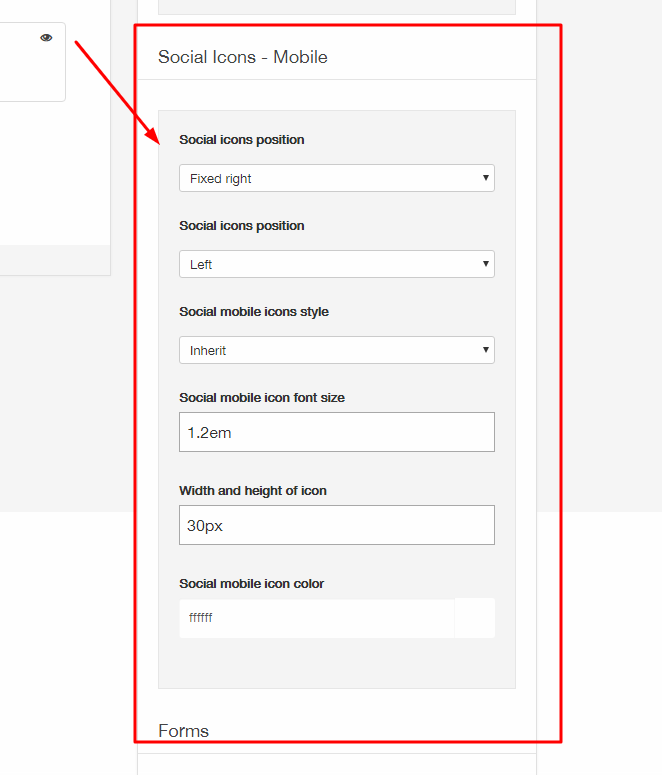 Social Icons - Mobile
Social icons position
Fixed right
Social icons position
Left
Social mobile icons style
Inherit
Social mobile icon font size
1.2em
Width and height of icon
30px
Social mobile icon color
ffffff
Forms